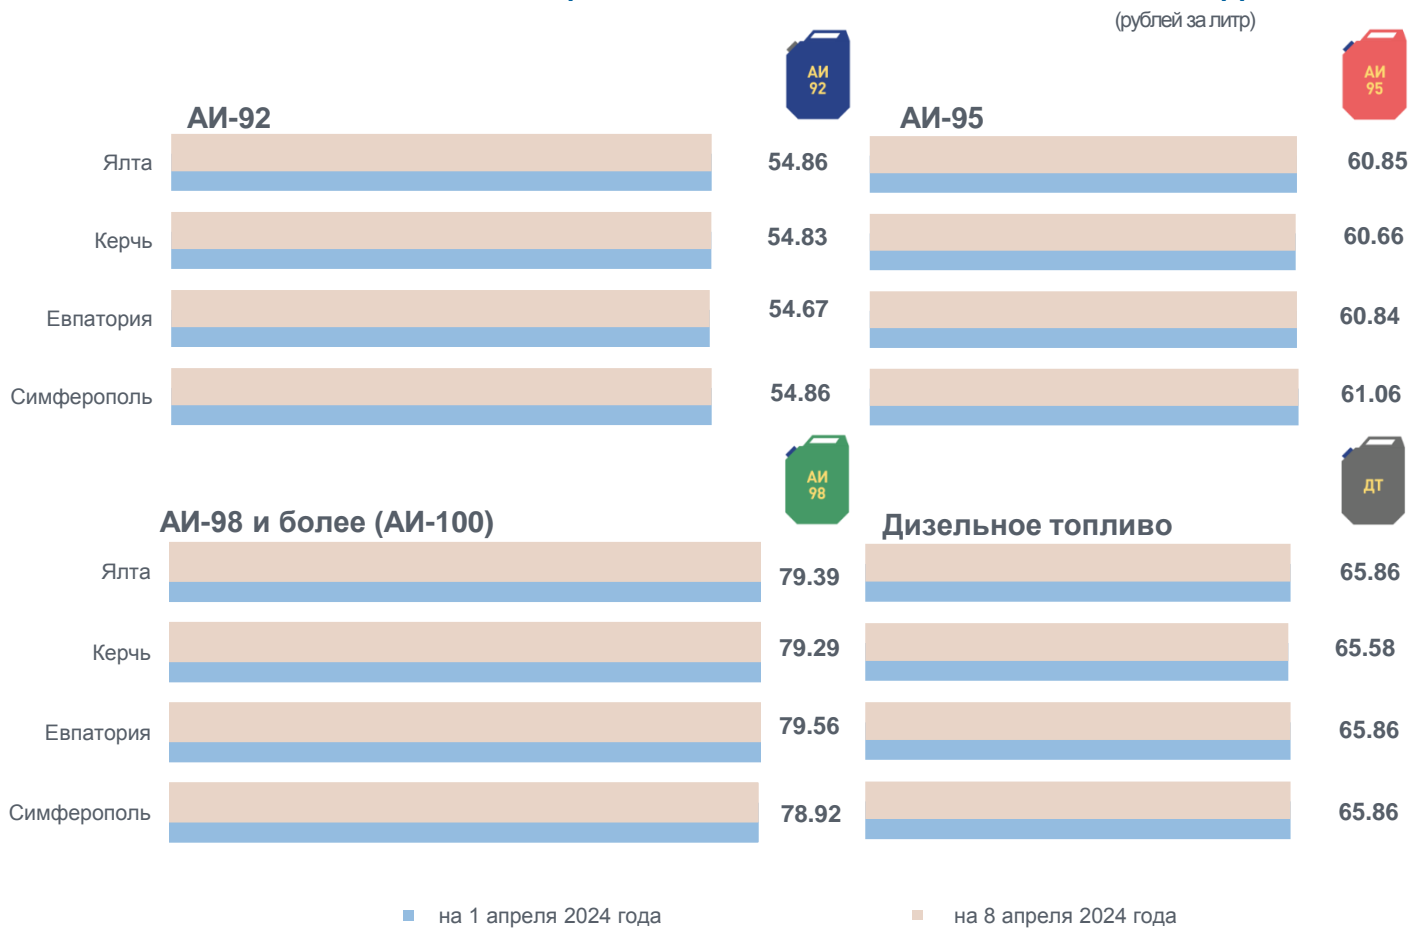 (рублей за литр)
АИ
92
АИ
95
АИ-92
АИ-95
Ялта
54.86
60.85
Керчь
54.83
60.66
Евпатория
54.67
60.84
Симферополь
54.86
61.06
АИ
98
ДТ
АИ-98 и более (АИ-100)
Дизельное топливо
Ялта
79.39
65.86
Керчь
79.29
65.58
Евпатория
79.56
65.86
Симферополь
78.92
65.86
на 1 апреля 2024 года
на 8 апреля 2024 года